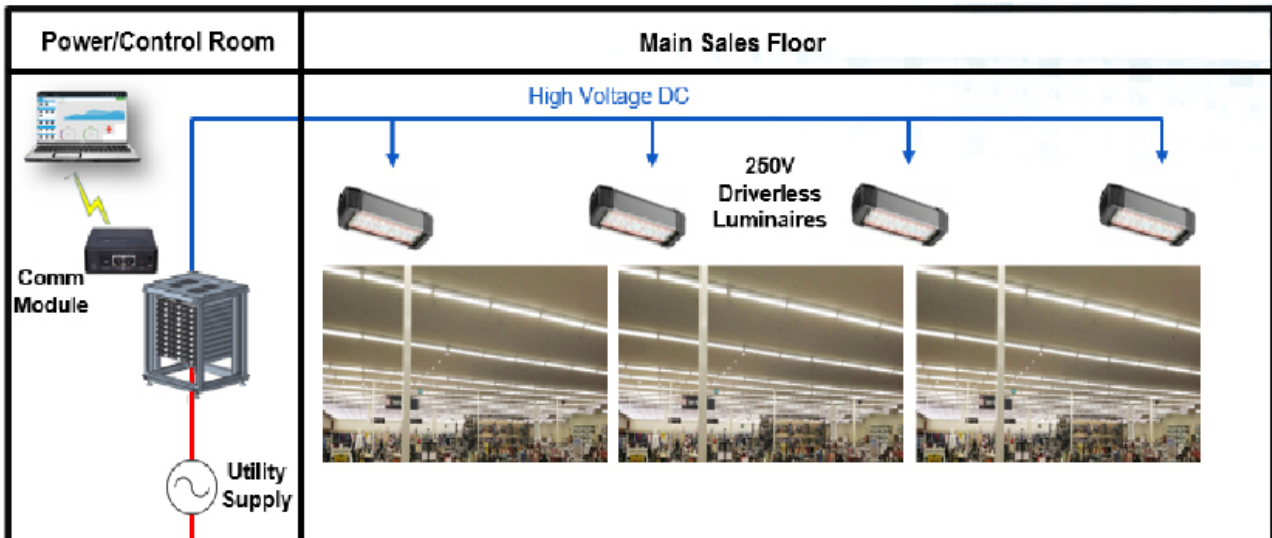 Power/Control Room
Main Sales Floor
High Voltage DC
250V
Driverless
Luminaires
Comm
Module
Utility
Supply